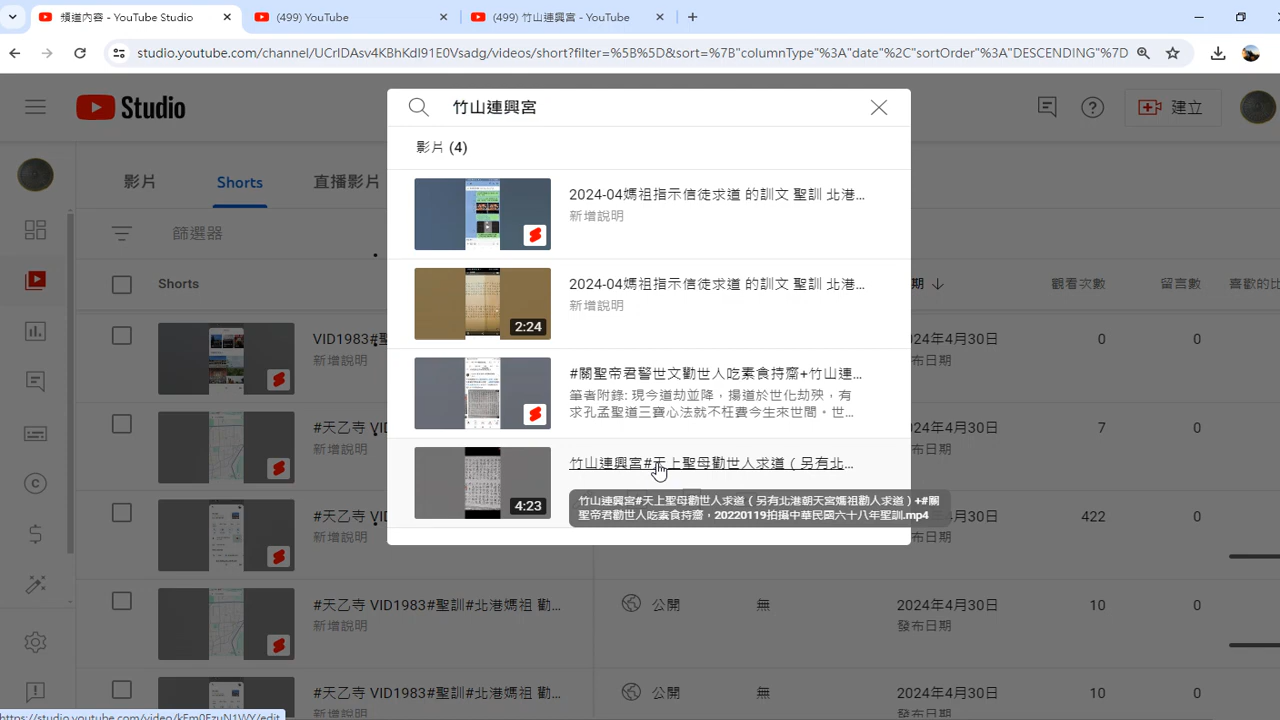 頻道內容 - YouTube Studio
(499) YouTube
(499) 竹山連興宮 - YouTube
studio.youtube.com/channel/UCrIDAsv4KBhKdI91E0Vsadg/videos/short?filter=%5B%5D&sort=%7B"columnType"%3A"date"%2C"sortOrder"%3A"DESCENDING"%7D
Studio
竹山連興宮
建立
影片 (4)
影片
Shorts
直播影片
2024-04媽祖指示信徒求道 的訓文 聖訓 北港...
新增說明
篩選器
Shorts
期
觀看次數
留言數
喜歡的比
2024-04媽祖指示信徒求道 的訓文 聖訓 北港...
新增說明
2:24
VID1983#聖
新增說明
024年4月30日
布日期
0
0
#關聖帝君警世文勸世人吃素食持齋+竹山連...
筆者附錄: 現今道劫並降，揚道於世化劫殃，有
求孔孟聖道三寶心法就不枉費今生來世間。世...
#天乙寺 V
新增說明
024年4月30日
布日期
7
0
竹山連興宮#天上聖母勸世人求道（另有北...
4:23
竹山連興宮#天上聖母勸世人求道（另有北港朝天宮媽祖勸人求道）+#關
聖帝君勸世人吃素食持齋，20220119拍攝中華民國六十八年聖訓.mp4
#天乙寺 V
新增說明
024年4月30日
布日期
422
0
#天乙寺 VID1983#聖訓#北港媽祖 勸...
新增說明
公開
無
2024年4月30日
發布日期
10
0
#天乙寺 VID1983#聖訓#北港媽祖 勸...
新增說明
公開
無
2024年4月30日
發布日期
10
0